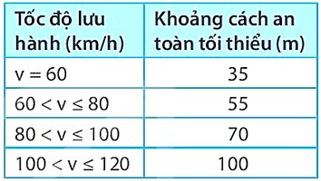 Tốc độ lưu hành (km/h) Khoảng cách an toàn tối thiểu (m)
v = 60 35
60 < v ≤ 80 55
80 < v ≤ 100 70
100 < v ≤ 120 100